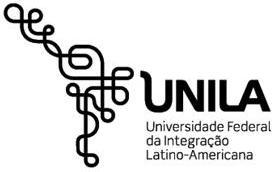 UNILA
Universidade Federal
da Integração
Latino-Americana